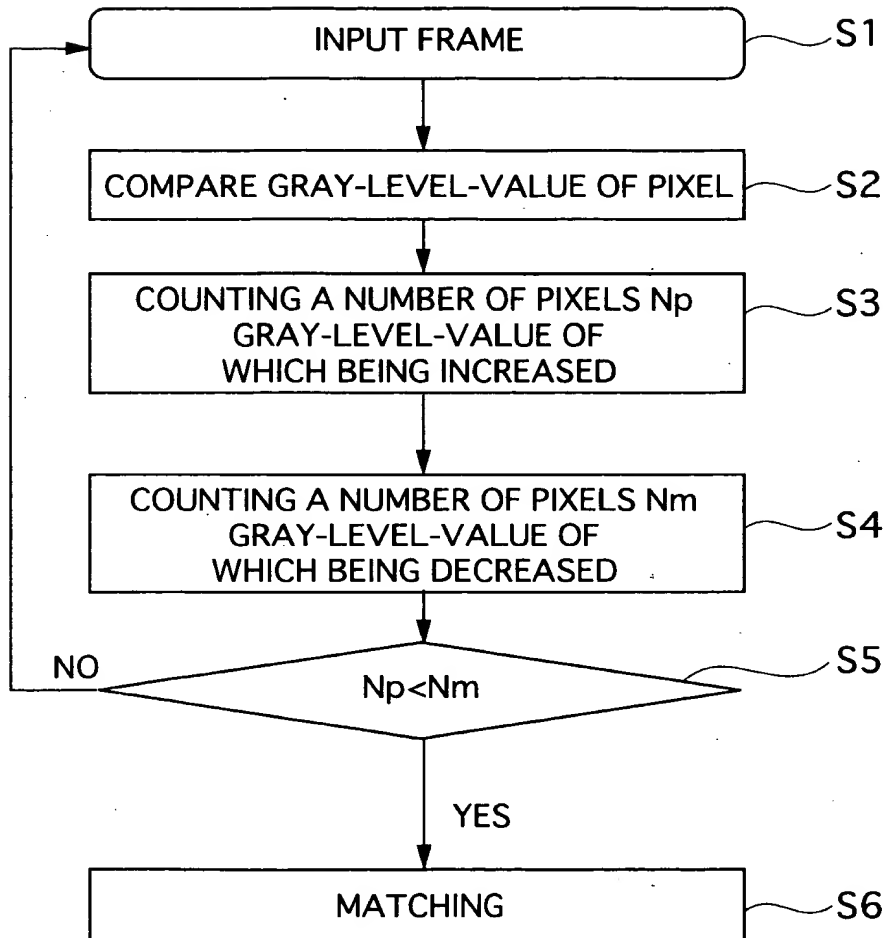 INPUT FRAME
S1
COMPARE GRAY-LEVEL-VALUE OF PIXEL
S2
COUNTING A NUMBER OF PIXELS Np
GRAY-LEVEL-VALUE OF
WHICH BEING INCREASED
S3
COUNTING A NUMBER OF PIXELS Nm
GRAY-LEVEL-VALUE OF
WHICH BEING DECREASED
S4
NO
Np<Nm
S5
YES
MATCHING
S6